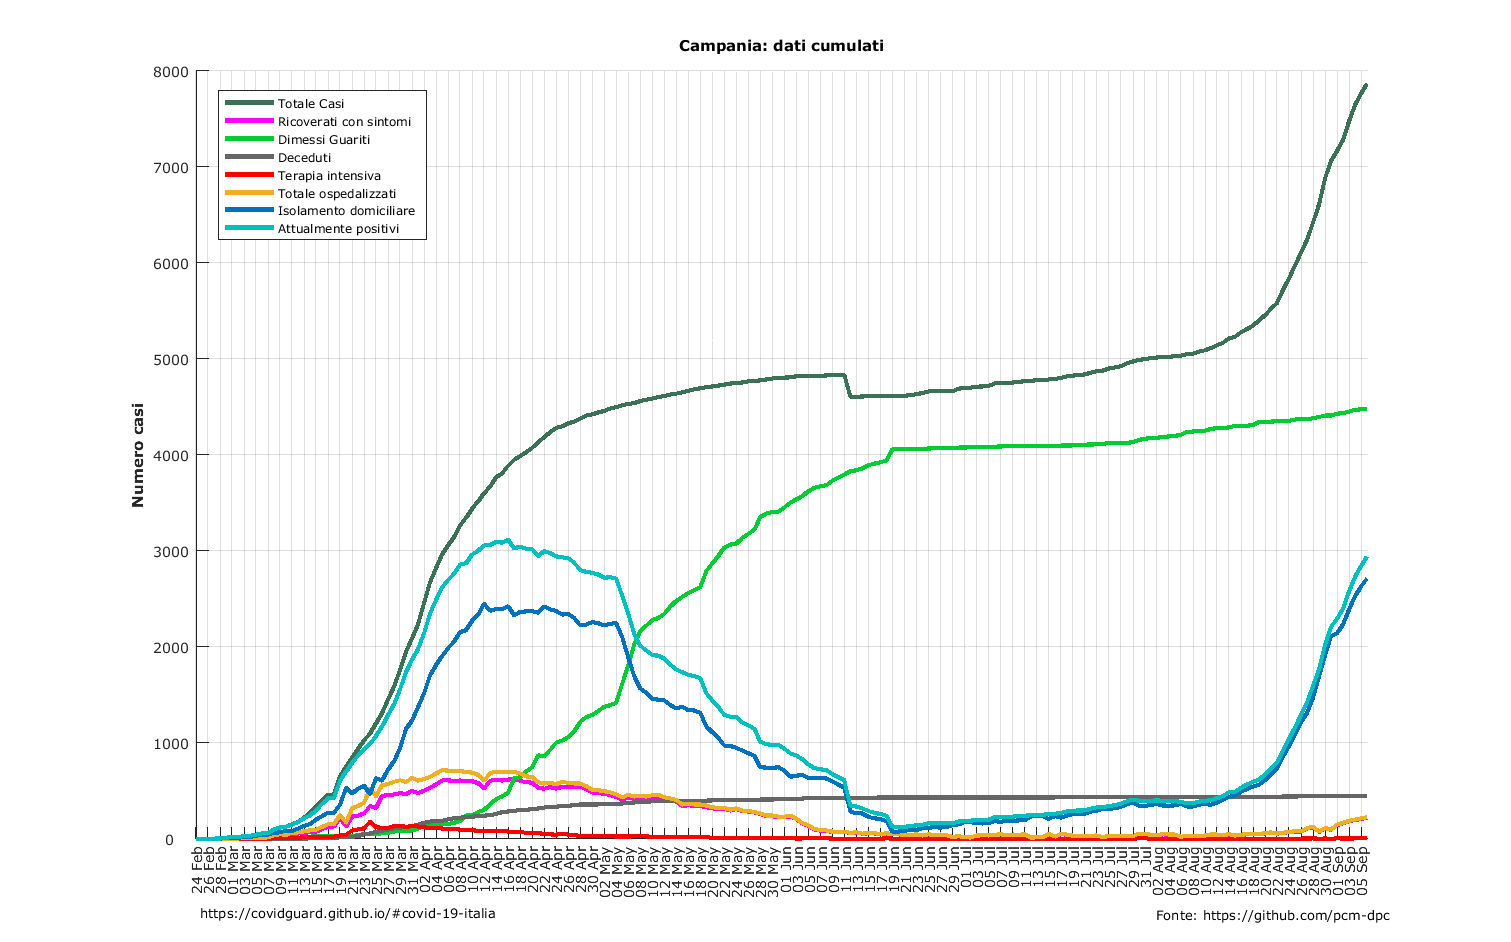 Campania: dati cumulati
8000
7000
6000
5000
4000
3000
2000
1000
0
Numero casi
Totale Casi
Ricoverati con sintomi
Dimessi Guariti
Deceduti
Terapia intensiva
Totale ospedalizzati
Isolamento domiciliare
Attualmente positivi
24 Feb
26 Feb
28 Feb
01 Mar
03 Mar
05 Mar
07 Mar
09 Mar
11 Mar
13 Mar
15 Mar
17 Mar
19 Mar
21 Mar
23 Mar
25 Mar
27 Mar
29 Mar
31 Mar
02 Apr
04 Apr
06 Apr
08 Apr
10 Apr
12 Apr
14 Apr
16 Apr
18 Apr
20 Apr
22 Apr
24 Apr
26 Apr
28 Apr
30 Apr
02 May
04 May
06 May
08 May
10 May
12 May
14 May
16 May
18 May
20 May
22 May
24 May
26 May
28 May
30 May
01 Jun
03 Jun
05 Jun
07 Jun
09 Jun
11 Jun
13 Jun
15 Jun
17 Jun
19 Jun
21 Jun
23 Jun
25 Jun
27 Jun
29 Jun
01 Jul
03 Jul
05 Jul
07 Jul
09 Jul
11 Jul
13 Jul
15 Jul
17 Jul
19 Jul
21 Jul
23 Jul
25 Jul
27 Jul
29 Jul
31 Jul
02 Aug
04 Aug
06 Aug
08 Aug
10 Aug
12 Aug
14 Aug
16 Aug
18 Aug
20 Aug
22 Aug
24 Aug
26 Aug
28 Aug
30 Aug
01 Sep
03 Sep
05 Sep
https://covidguard.github.io/#covid-19-italia
Fonte: https://github.com/pcm-dpc